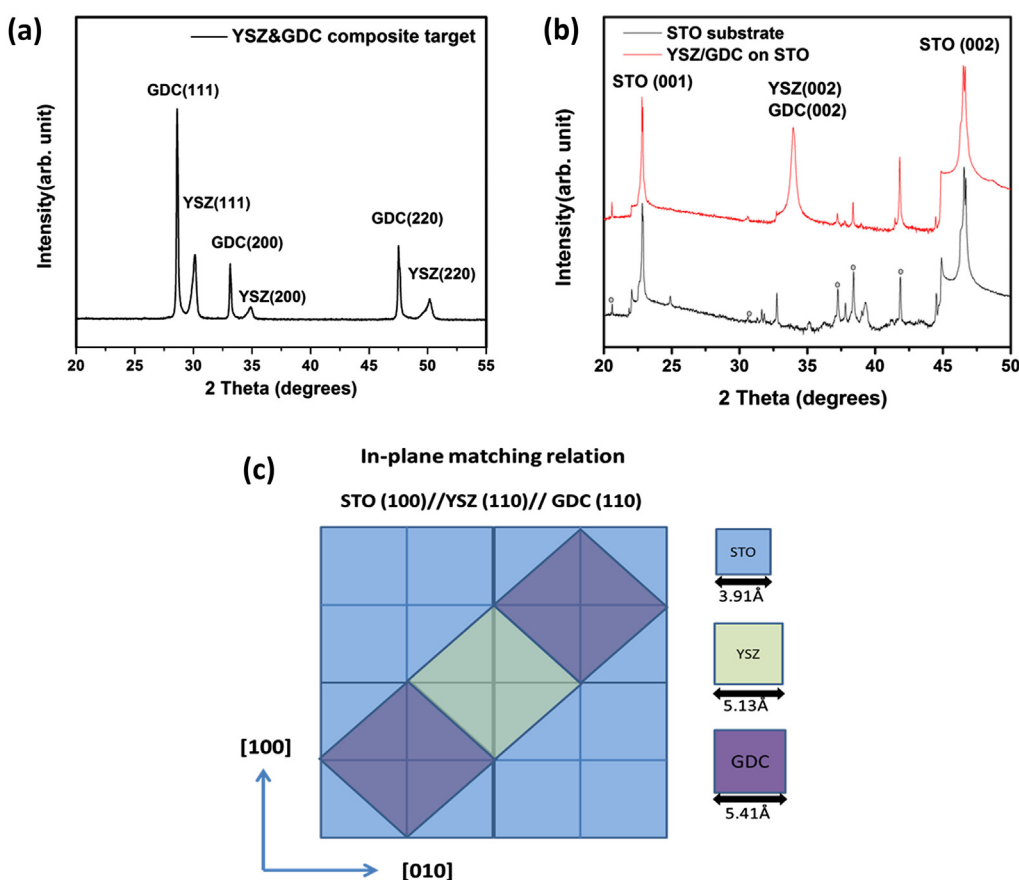 (a)
YSZ&GDC composite target
GDC(111)
YSZ(111)
GDC(200)
YSZ(200)
GDC(220)
YSZ(220)
Intensity(arb. unit)
20 25 30 35 40 45 50 55
2 Theta (degrees)
(b)
STO substrate
YSZ/GDC on STO
STO (001)
YSZ(002)
GDC(002)
STO (002)
Intensity(arb. unit)
20 25 30 35 40 45 50
2 Theta (degrees)
(c)
In-plane matching relation
STO (100)//YSZ (110)// GDC (110)
[100]
[010]
STO
3.91Å
YSZ
5.13Å
GDC
5.41Å